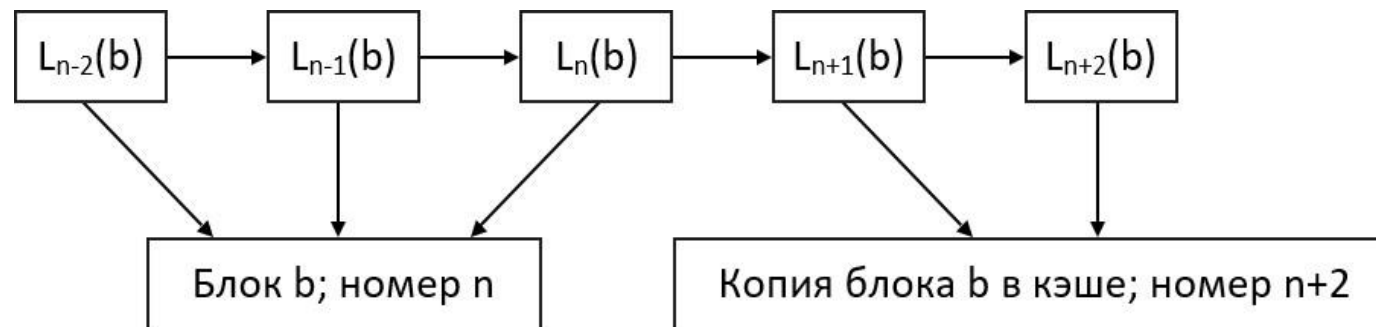 Lₙ₋₂(b) Lₙ₋₁(b) Lₙ(b) Lₙ₊₁(b) Lₙ₊₂(b)
Блок b; номер n Копия блока b в кэше; номер n+2